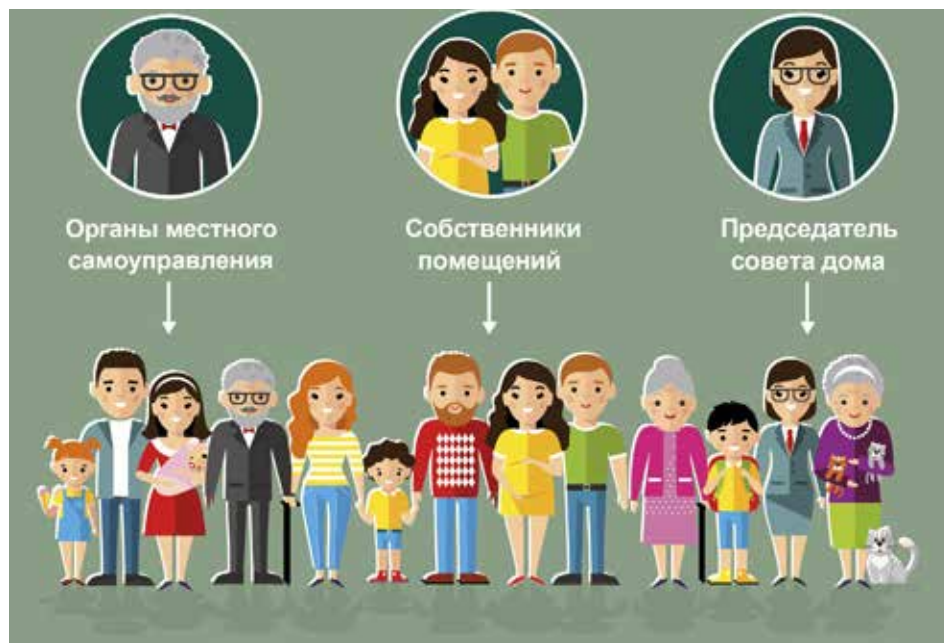 Органы местного
самоуправления
Собственники
помещений
Председатель
совета дома